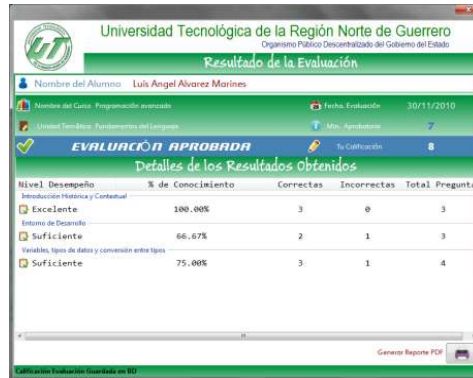 Universidad Tecnológica de la Región Norte de Guerrero
Organismo Público Descentralizado del Gobierno del Estado
Resultado de la Evaluación
Nombre del Alumno Luis Angel Alvarez Marines
Nombre del Curso: Programación avanzada Fecha Evaluación 30/11/2010
Unidad Temática: Fundamentos del Lenguaje Min. Aprobatorio 7
EVALUACIÓN APROBADA Tu Calificación 8
Detalles de los Resultados Obtenidos
Nivel Desempeño % de Conocimiento Correctas Incorrectas Total Pregunta
Introducción Histórica y Contextual
Excelente 100.00% 3 0 3
Entorno de Desarrollo
Suficiente 66.67% 2 1 3
Variables, tipos de datos y conversión entre tipos
Suficiente 75.00% 3 1 4
Generar Reporte PDF
Calificación Evaluación Guardada en BD